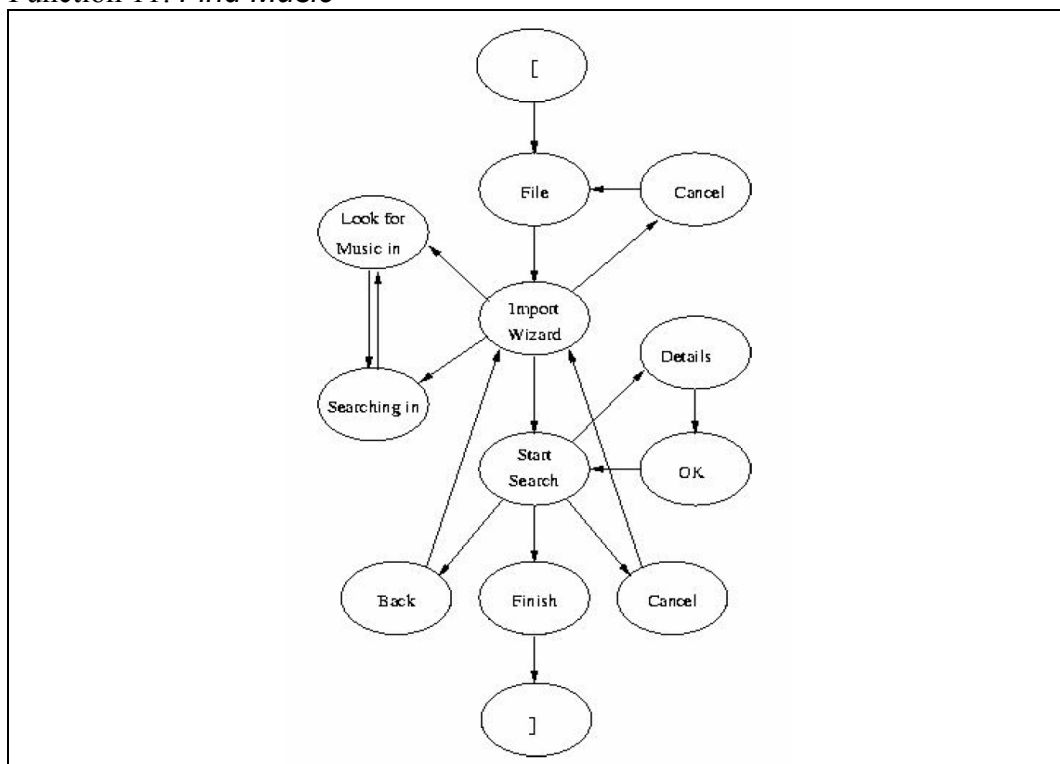 Function 11: Find Music
[
File
Cancel
Look for
Music in
Import
Wizard
Details
Searching in
Start
Search
OK
Back
Finish
Cancel
]